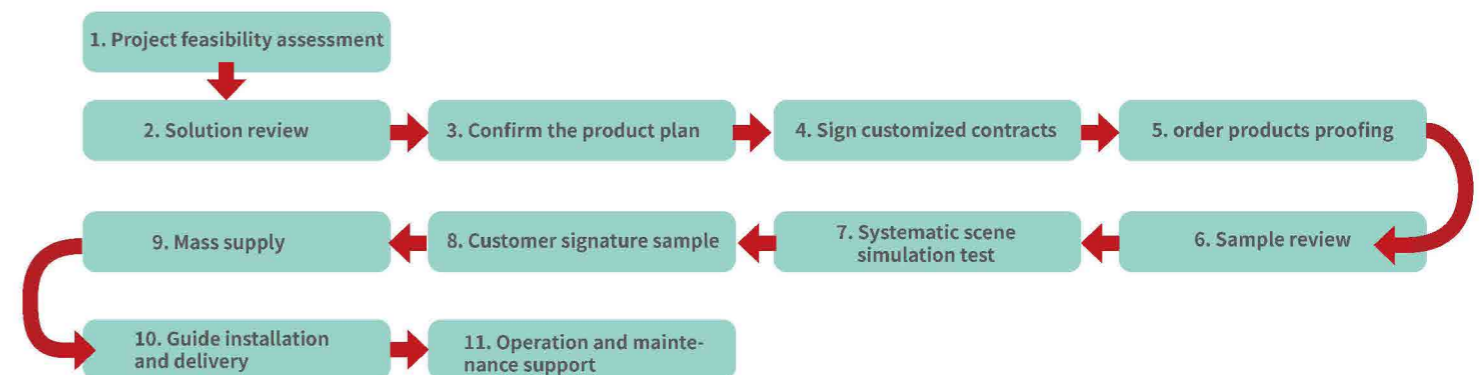 1. Project feasibility assessment
2. Solution review
3. Confirm the product plan
4. Sign customized contracts
5. order products proofing
6. Sample review
7. Systematic scene
simulation test
8. Customer signature sample
9. Mass supply
10. Guide installation
and delivery
11. Operation and mainte-
nance support